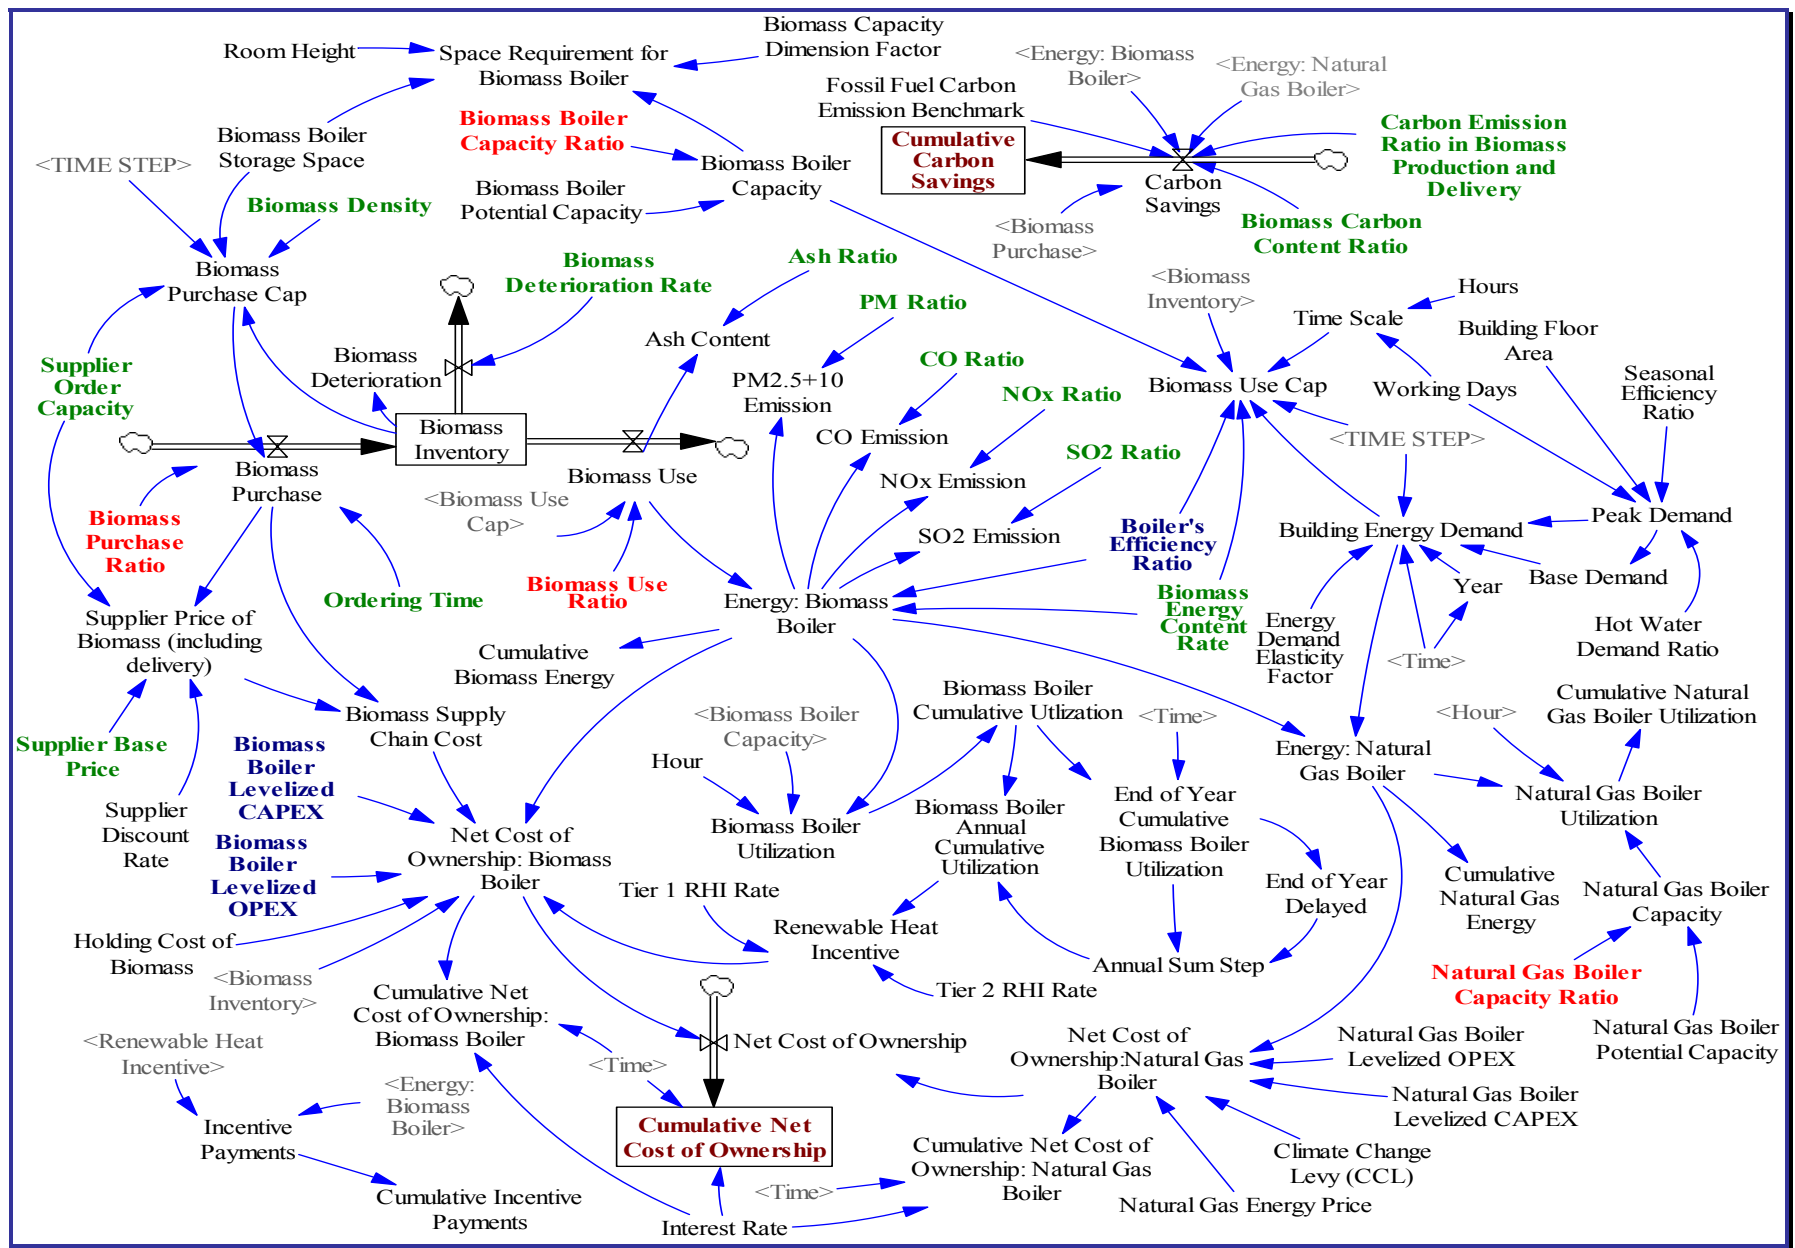 Room Height
Space Requirement for
Biomass Boiler
Biomass Capacity
Dimension Factor
<Energy: Biomass
Boiler>
<Energy: Natural
Gas Boiler>
Fossil Fuel Carbon
Emission Benchmark
Biomass Boiler
Capacity Ratio
Biomass Boiler
Storage Space
<TIME STEP>
Biomass Boiler
Capacity
Biomass Boiler
Potential Capacity
Cumulative
Carbon
Savings
Carbon
Savings
Carbon Emission
Ratio in Biomass
Production and
Delivery
<Biomass
Purchase>
Biomass Carbon
Content Ratio
Biomass Density
Biomass
Purchase Cap
Biomass
Deterioration Rate
Ash Ratio
PM Ratio
Ash Content
<Biomass
Inventory>
Hours
Time Scale
Building Floor
Area
Supplier
Order
Capacity
Biomass
Deterioration
PM2.5+10
Emission
CO Ratio
Biomass Use Cap
Working Days
Seasonal
Efficiency
Ratio
NOx Ratio
Biomass
Inventory
CO Emission
<TIME STEP>
SO2 Ratio
Biomass
Purchase
Biomass Use
<Biomass Use
Cap>
NOx Emission
SO2 Emission
Biomass
Purchase
Ratio
Boiler's
Efficiency
Ratio
Building Energy Demand
Peak Demand
Base Demand
Year
Ordering Time
Biomass Use
Ratio
Energy: Biomass
Boiler
Biomass
Energy
Content
Rate
Energy
Demand
Elasticity
Factor
<Time>
Hot Water
Demand Ratio
Supplier Price of
Biomass (including
delivery)
Cumulative
Biomass Energy
Biomass Supply
Chain Cost
Supplier Base
Price
Biomass
Boiler
Levelized
CAPEX
<Biomass Boiler
Capacity>
Hour
Biomass Boiler
Cumulative Utlization
<Time>
Energy: Natural
Gas Boiler
<Hour>
Cumulative Natural
Gas Boiler Utilization
Supplier
Discount
Rate
Biomass
Boiler
Levelized
OPEX
Net Cost of
Ownership: Biomass
Boiler
Biomass Boiler
Utilization
Biomass Boiler
Annual
Cumulative
Utilization
End of Year
Cumulative
Biomass Boiler
Utilization
Natural Gas Boiler
Utilization
Tier 1 RHI Rate
End of Year
Delayed
Cumulative
Natural Gas
Energy
Natural Gas Boiler
Capacity
Holding Cost of
Biomass
<Biomass
Inventory>
Renewable Heat
Incentive
Annual Sum Step
Tier 2 RHI Rate
Natural Gas Boiler
Capacity Ratio
Natural Gas Boiler
Potential Capacity
Cumulative Net
Cost of Ownership:
Biomass Boiler
<Renewable Heat
Incentive>
<Time>
Net Cost of Ownership
Net Cost of
Ownership:Natural Gas
Boiler
Natural Gas Boiler
Levelized OPEX
Natural Gas Boiler
Levelized CAPEX
<Energy:
Biomass
Boiler>
Incentive
Payments
Cumulative Net
Cost of Ownership
Cumulative Net Cost of
Ownership: Natural Gas
Boiler
Climate Change
Levy (CCL)
Cumulative Incentive
Payments
<Time>
Natural Gas Energy Price
Interest Rate